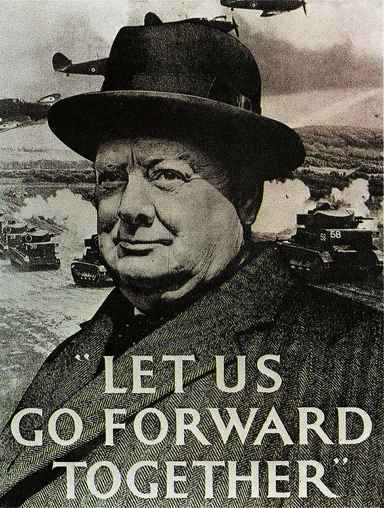 58
"LET US
GO FORWARD
TOGETHER"